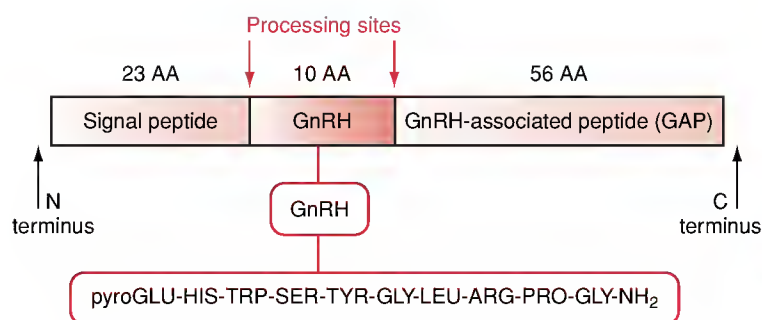 Processing sites
23 AA
10 AA
56 AA
Signal peptide
GnRH
GnRH-associated peptide (GAP)
N
terminus
C
terminus
GnRH
pyroGLU-HIS-TRP-SER-TYR-GLY-LEU-ARG-PRO-GLY-NH₂